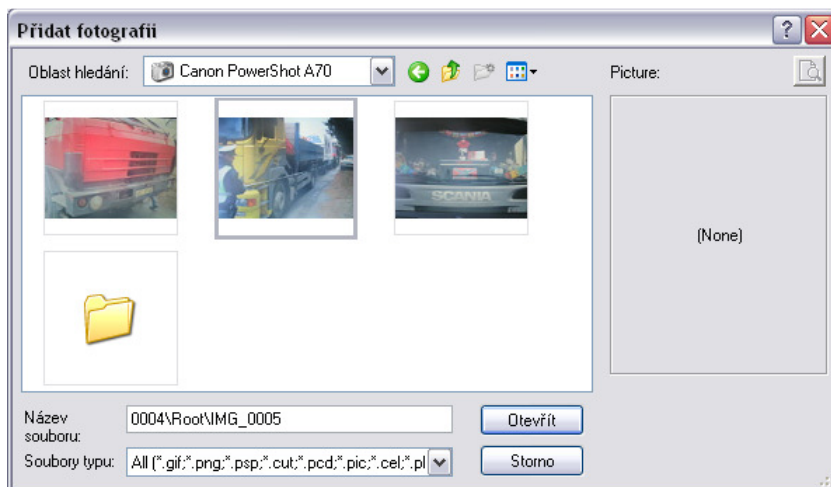 Přidat fotografii
Oblast hledání:
Canon PowerShot A70
Picture:
SCANIA
(None)
Název souboru:
0004\Root\IMG_0005
Otevřít
Soubory typu:
All (*.gif;*.png;*.psp;*.cut;*.pcd;*.pic;*.cel;*.pl
Storno